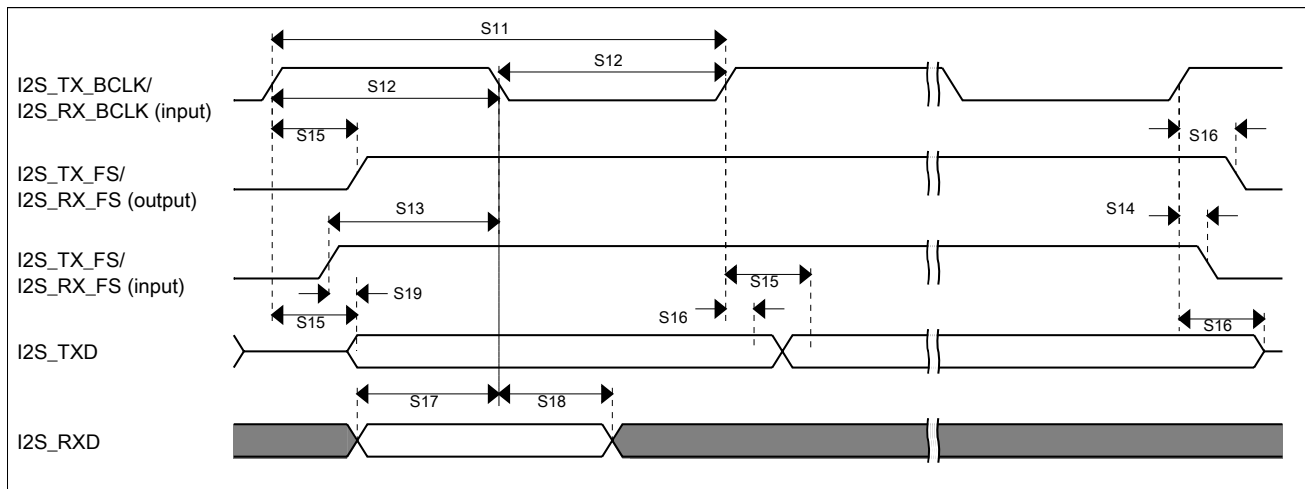 S11
S12
I2S_TX_BCLK/
I2S_RX_BCLK (input)
S12
S15
S16
I2S_TX_FS/
I2S_RX_FS (output)
S13
S14
I2S_TX_FS/
I2S_RX_FS (input)
S15
S19
S15
S16
S16
I2S_TXD
S17
S18
I2S_RXD